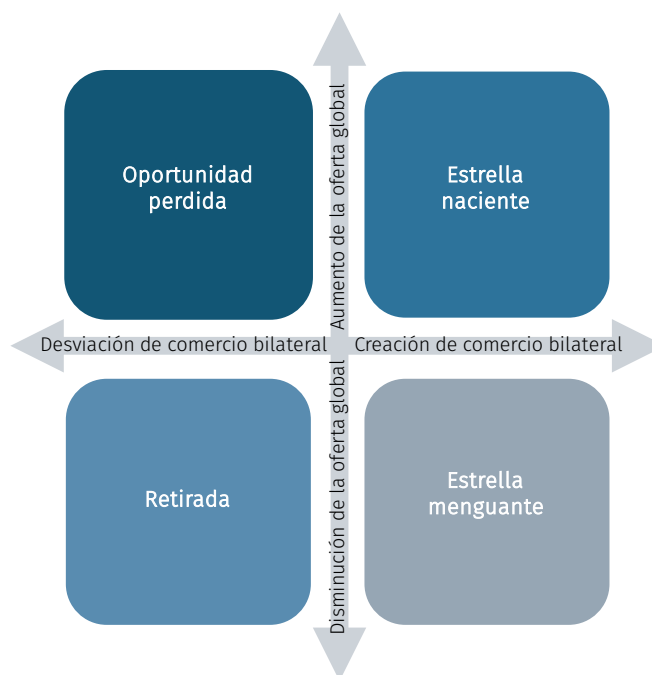 Aumento de la oferta global
Oportunidad
perdida
Estrella
naciente
Desviación de comercio bilateral
Creación de comercio bilateral
Disminución de la oferta global
Retirada
Estrella
menguante